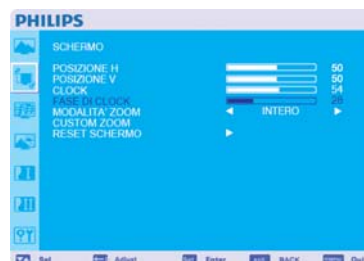 PHILIPS
SCHERMO
POSIZIONE H 50
POSIZIONE V 50
CLOCK 54
FASE DI CLOCK 28
MODALITA' ZOOM INTERO
CUSTOM ZOOM
RESET SCHERMO
Sel Adjust Enter BACK